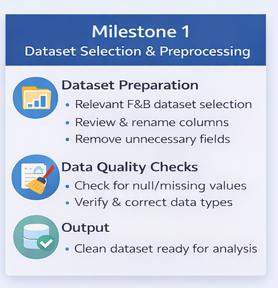 Milestone 1
Dataset Selection & Preprocessing
Dataset Preparation
• Relevant F&B dataset selection
• Review & rename columns
• Remove unnecessary fields
Data Quality Checks
• Check for null/missing values
• Verify & correct data types
Output
• Clean dataset ready for analysis